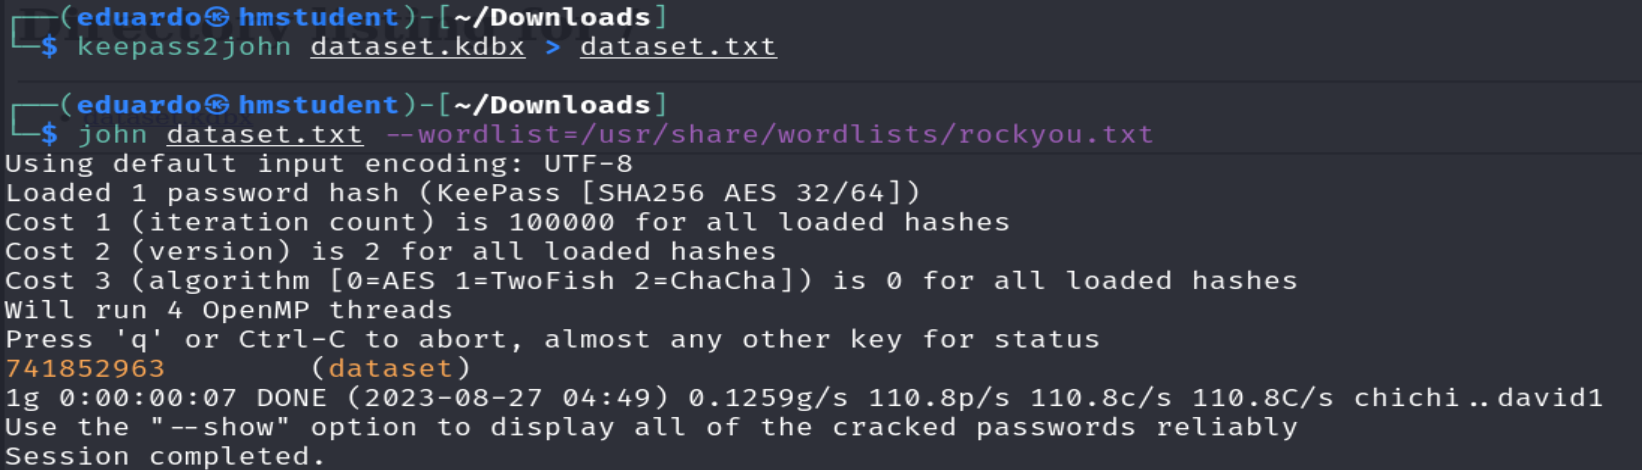 ┌──(eduardo㉿hmstudent)-[~/Downloads]
└─$ keepass2john dataset.kdbx > dataset.txt
┌──(eduardo㉿hmstudent)-[~/Downloads]
└─$ john dataset.txt --wordlist=/usr/share/wordlists/rockyou.txt
Using default input encoding: UTF-8
Loaded 1 password hash (KeePass [SHA256 AES 32/64])
Cost 1 (iteration count) is 100000 for all loaded hashes
Cost 2 (version) is 2 for all loaded hashes
Cost 3 (algorithm [0=AES 1=TwoFish 2=ChaCha]) is 0 for all loaded hashes
Will run 4 OpenMP threads
Press 'q' or Ctrl-C to abort, almost any other key for status
741852963        (dataset)
1g 0:00:00:07 DONE (2023-08-27 04:49) 0.1259g/s 110.8p/s 110.8c/s 110.8C/s chichi..david1
Use the "--show" option to display all of the cracked passwords reliably
Session completed.